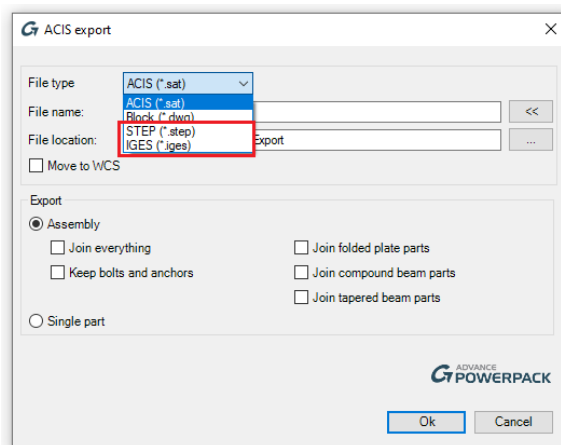 ACIS export
File type
ACIS (*.sat)
ACIS (*.sat)
Block (*.dwg)
STEP (*.step)
IGES (*.iges)
File name:
<<
File location:
Export
...
Move to WCS
Export
Assembly
Join everything
Join folded plate parts
Keep bolts and anchors
Join compound beam parts
Join tapered beam parts
Single part
ADVANCE
POWERPACK
Ok
Cancel